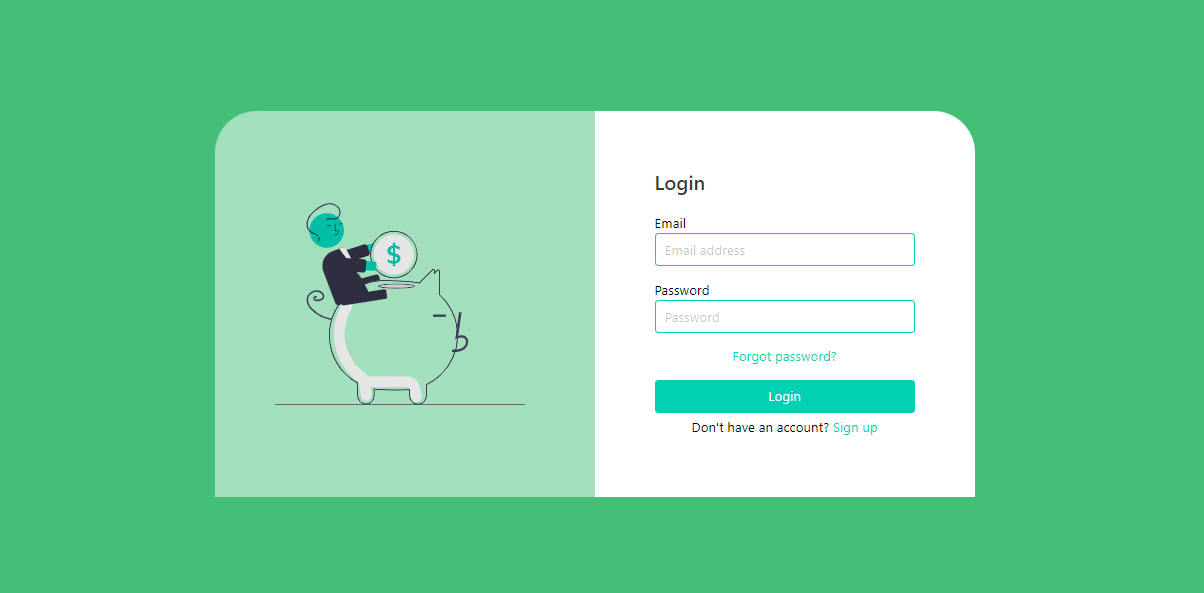 $
Login
Email
Email address
Password
Password
Forgot password?
Login
Don't have an account? Sign up